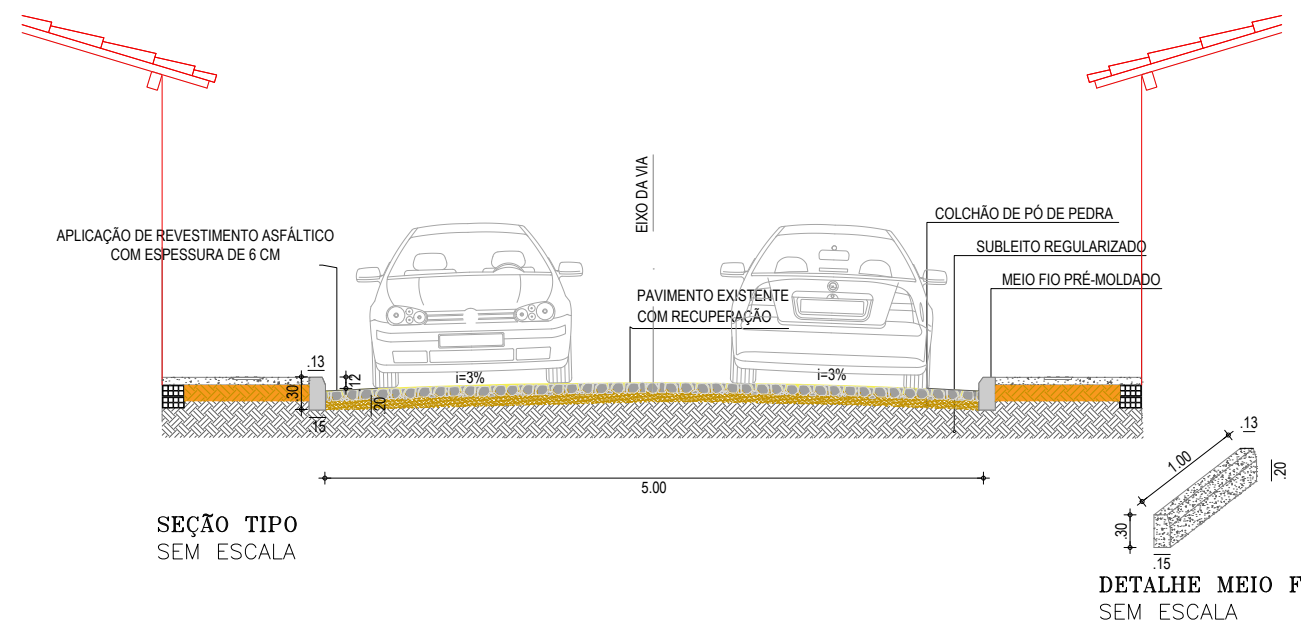 EIXO DA VIA
APLICAÇÃO DE REVESTIMENTO ASFÁLTICO
COM ESPESSURA DE 6 CM
COLCHÃO DE PÓ DE PEDRA
SUBLEITO REGULARIZADO
MEIO FIO PRÉ-MOLDADO
PAVIMENTO EXISTENTE
COM RECUPERAÇÃO
.13
.30
.15
12
.20
i=3%
i=3%
5.00
SEÇÃO TIPO
SEM ESCALA
1.00
.13
.20
.30
.15
DETALHE MEIO F
SEM ESCALA